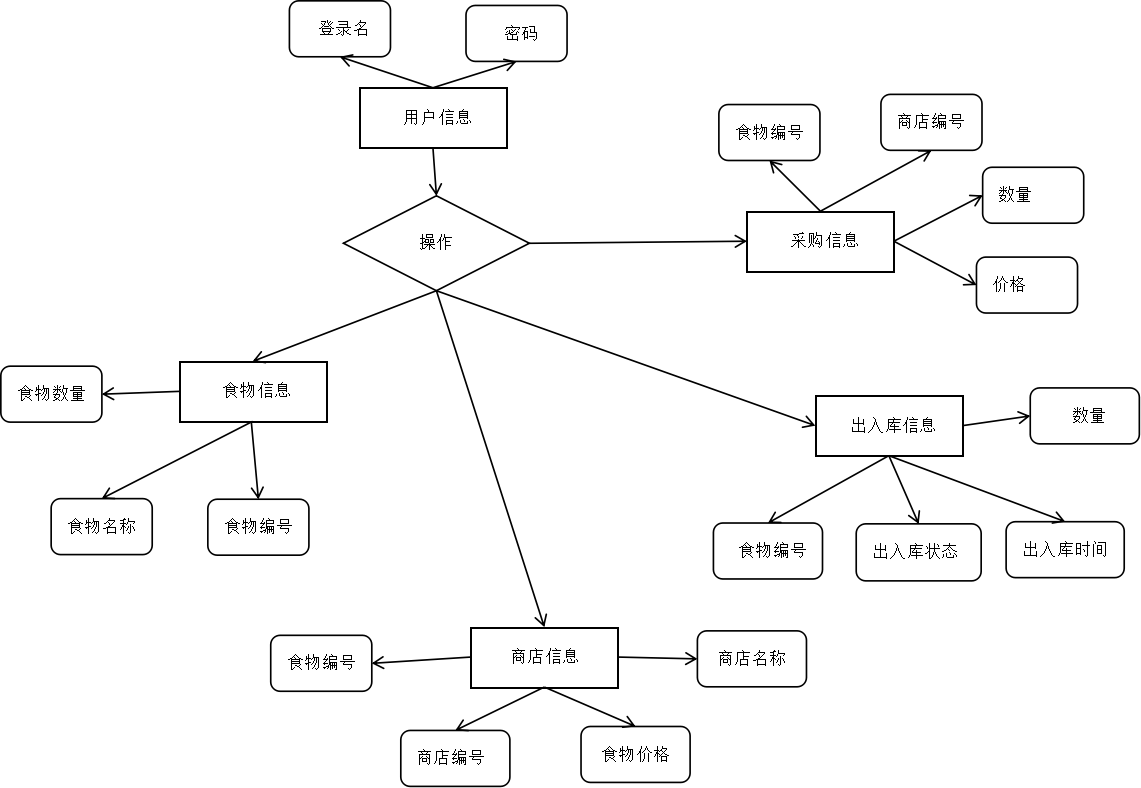 登录名
密码
用户信息
食物编号
商店编号
数量
操作
采购信息
价格
食物数量
食物信息
出入库信息
数量
食物名称
食物编号
食物编号
出入库状态
出入库时间
食物编号
商店信息
商店名称
商店编号
食物价格